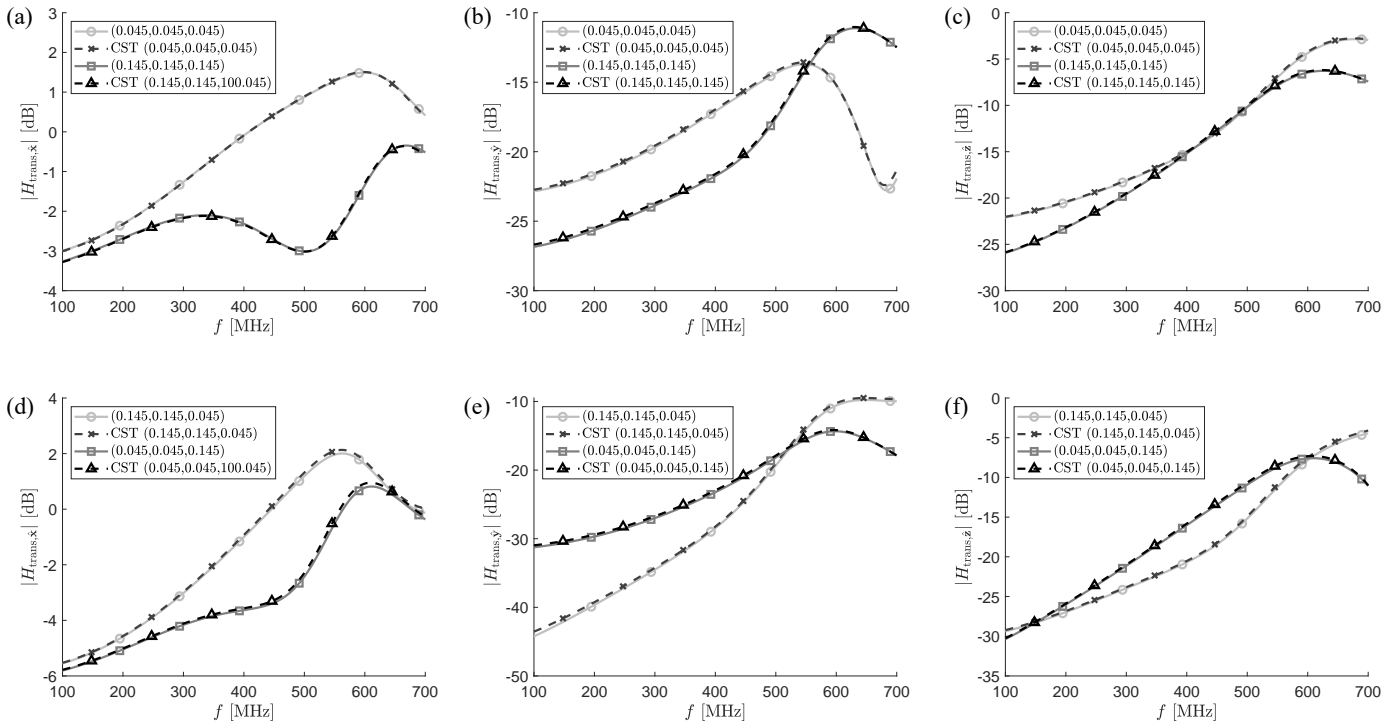 (a)
3
2
1
0
-1
-2
-3
-4
|H_trans,x̂| [dB]
(0.045,0.045,0.045)
CST (0.045,0.045,0.045)
(0.145,0.145,0.145)
CST (0.145,0.145,100.045)
100 200 300 400 500 600 700
f [MHz]
(b)
-10
-15
-20
-25
-30
|H_trans,ŷ| [dB]
(0.045,0.045,0.045)
CST (0.045,0.045,0.045)
(0.145,0.145,0.145)
CST (0.145,0.145,0.145)
100 200 300 400 500 600 700
f [MHz]
(c)
0
-5
-10
-15
-20
-25
-30
|H_trans,ẑ| [dB]
(0.045,0.045,0.045)
CST (0.045,0.045,0.045)
(0.145,0.145,0.145)
CST (0.145,0.145,0.145)
100 200 300 400 500 600 700
f [MHz]
(d)
4
2
0
-2
-4
-6
|H_trans,x̂| [dB]
(0.145,0.145,0.045)
CST (0.145,0.145,0.045)
(0.045,0.045,0.145)
CST (0.045,0.045,100.045)
100 200 300 400 500 600 700
f [MHz]
(e)
-10
-20
-30
-40
-50
|H_trans,ŷ| [dB]
(0.145,0.145,0.045)
CST (0.145,0.145,0.045)
(0.045,0.045,0.145)
CST (0.045,0.045,0.145)
100 200 300 400 500 600 700
f [MHz]
(f)
0
-5
-10
-15
-20
-25
-30
-35
|H_trans,ẑ| [dB]
(0.145,0.145,0.045)
CST (0.145,0.145,0.045)
(0.045,0.045,0.145)
CST (0.045,0.045,0.145)
100 200 300 400 500 600 700
f [MHz]